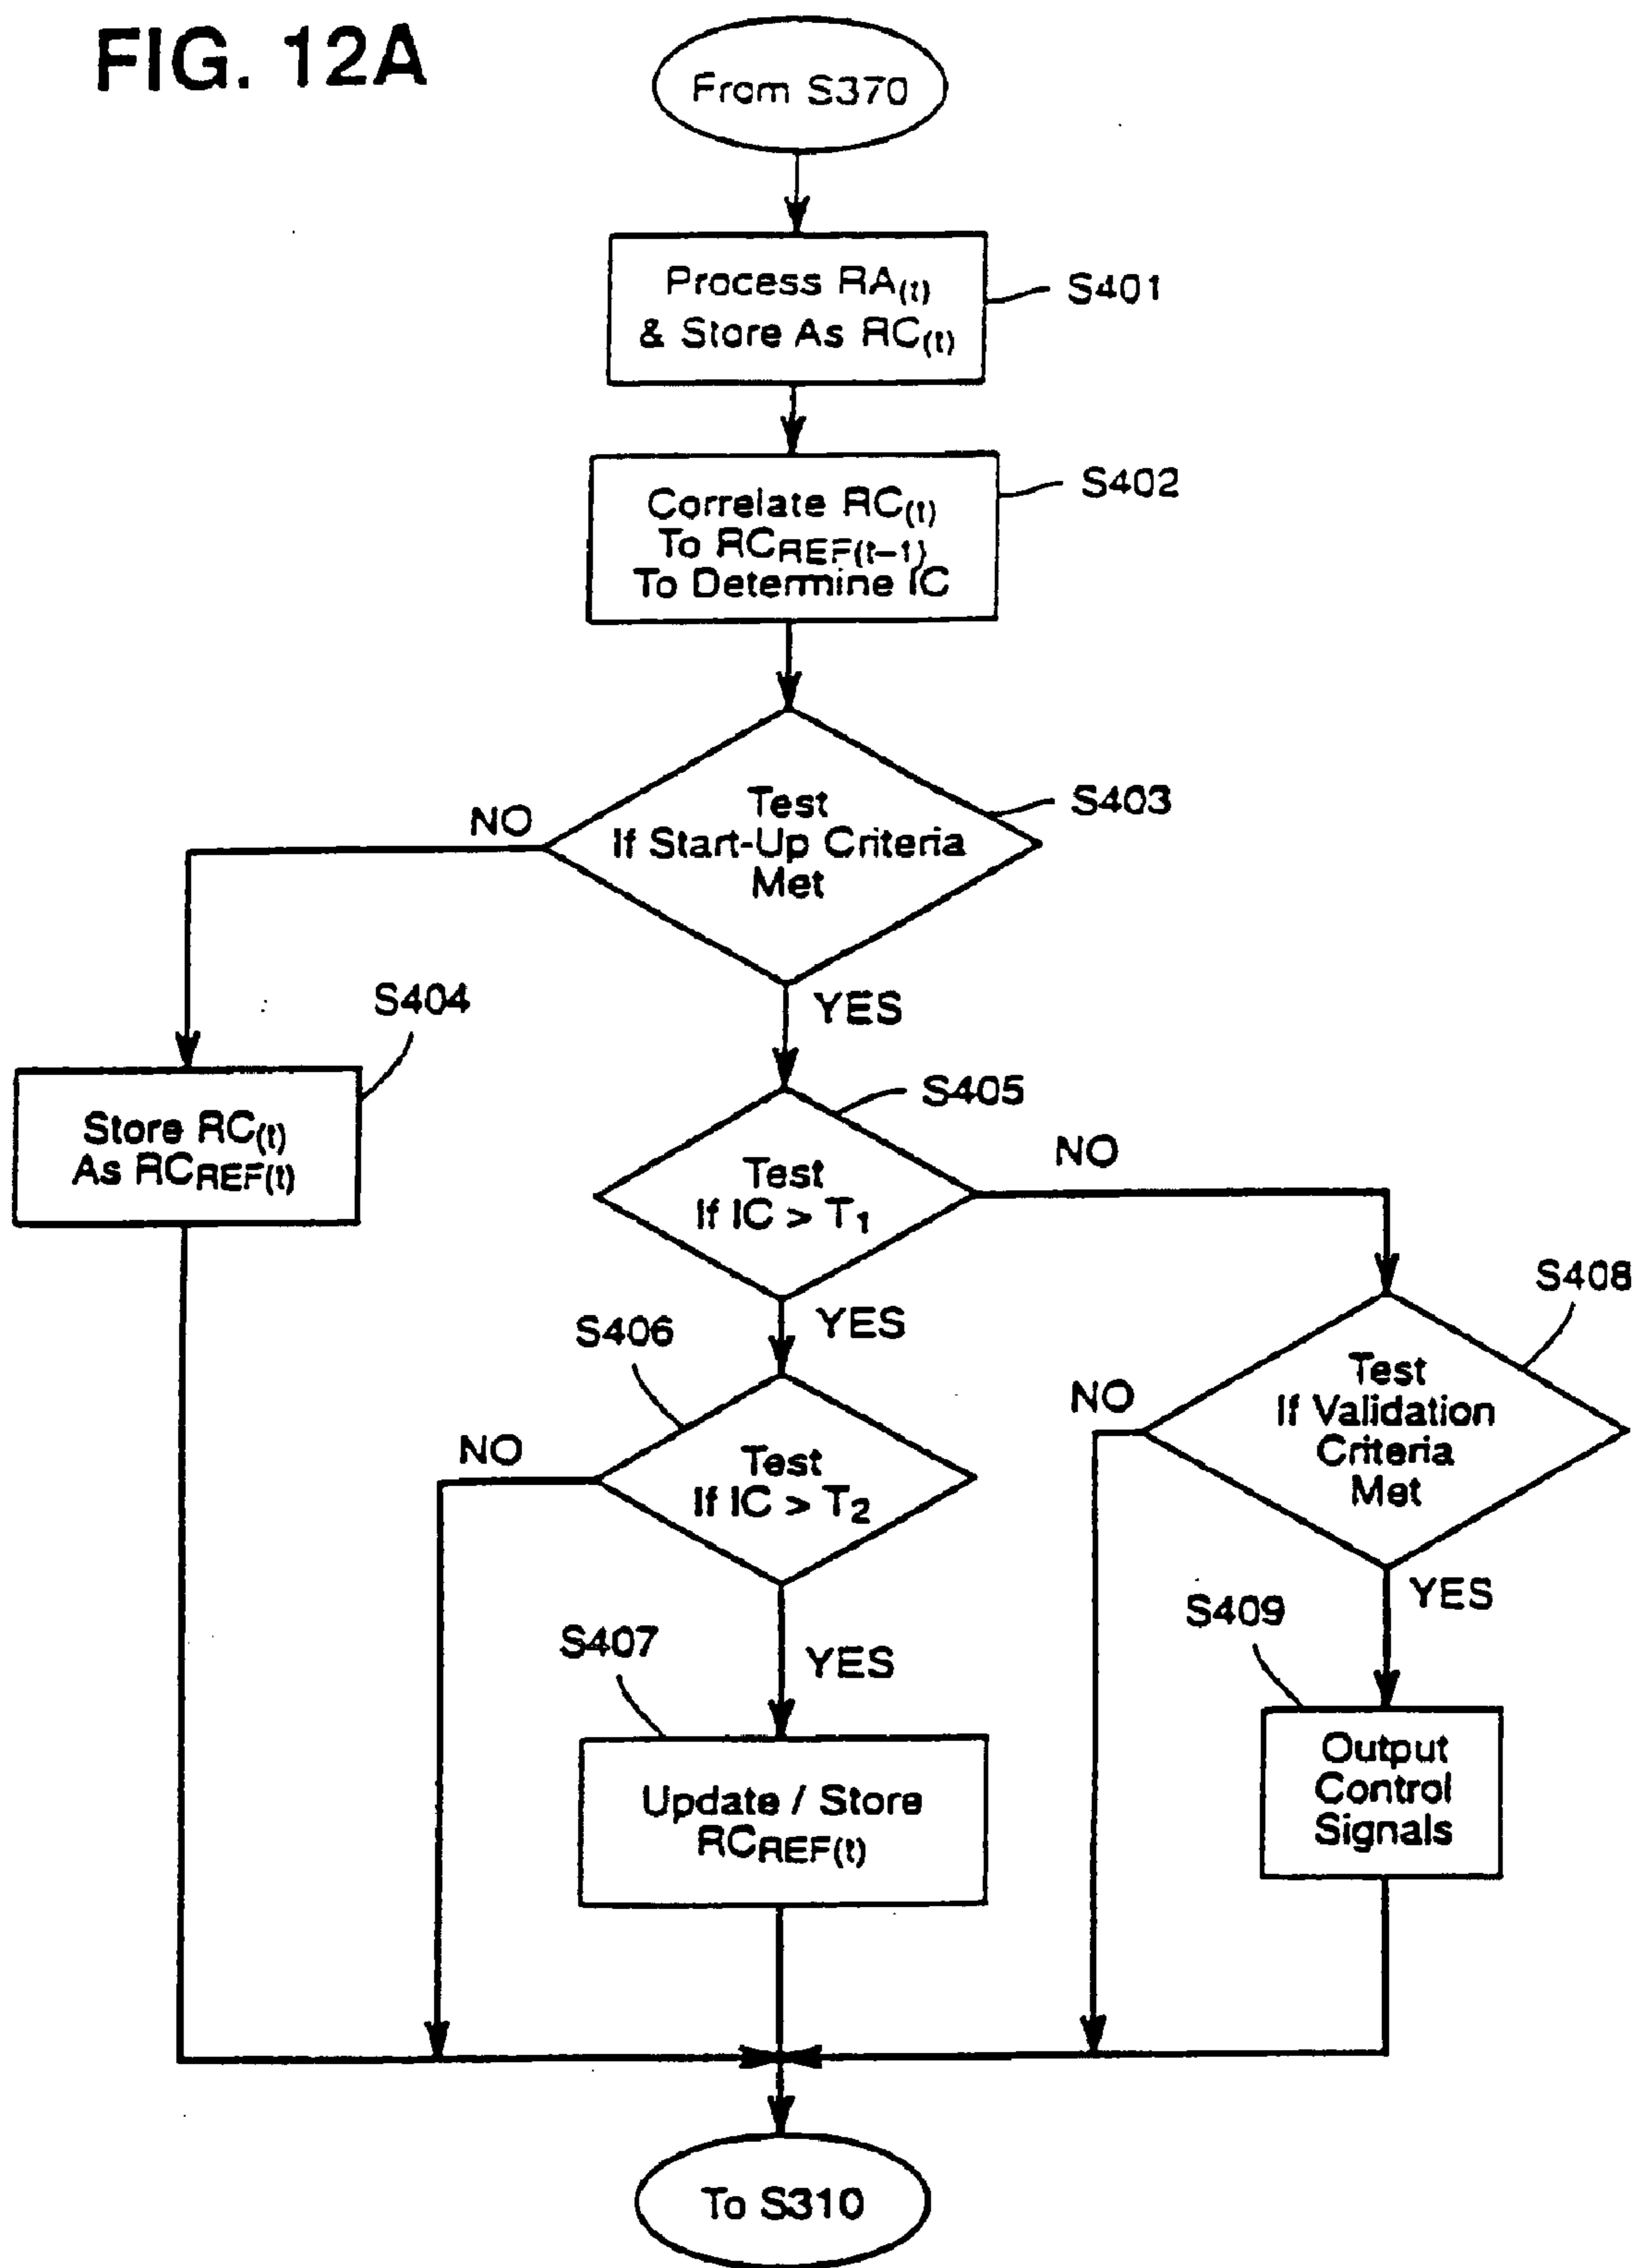 FIG. 12A
From S370
Process RA(t)
& Store As RC(t)
S401
Correlate RC(t)
To RCREF(t-1)
To Determine IC
S402
Test
If Start-Up Criteria
Met
S403
NO
YES
S404
Store RC(t)
As RCREF(t)
S405
Test
If IC > T1
NO
YES
S406
Test
If IC > T2
NO
YES
S408
Test
If Validation
Criteria
Met
NO
YES
S407
Update / Store
RCREF(t)
S409
Output
Control
Signals
To S310